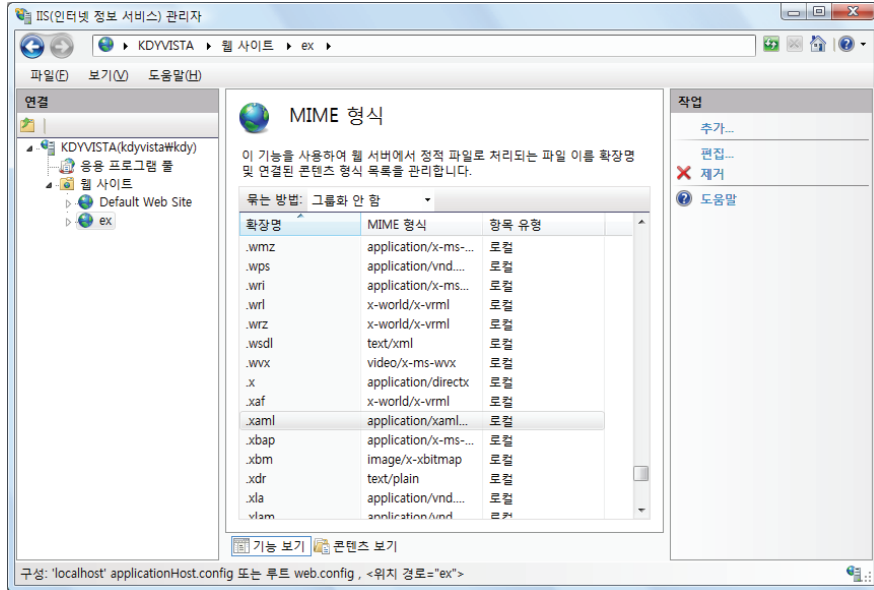 IIS(인터넷 정보 서비스) 관리자
KDYVISTA 웹 사이트 ex
파일(F) 보기(V) 도움말(H)
연결
KDYVISTA(kdyvista₩kdy)
응용 프로그램 풀
웹 사이트
Default Web Site
ex
MIME 형식
이 기능을 사용하여 웹 서버에서 정적 파일로 처리되는 파일 이름 확장명
및 연결된 콘텐츠 형식 목록을 관리합니다.
묶는 방법: 그룹화 안 함
확장명 MIME 형식 항목 유형
.wmz application/x-ms-... 로컬
.wps application/vnd.... 로컬
.wri application/x-ms... 로컬
.wrl x-world/x-vrml 로컬
.wrz x-world/x-vrml 로컬
.wsdl text/xml 로컬
.wvx video/x-ms-wvx 로컬
.x application/directx 로컬
.xaf x-world/x-vrml 로컬
.xaml application/xaml... 로컬
.xbap application/x-ms-... 로컬
.xbm image/x-xbitmap 로컬
.xdr text/plain 로컬
.xla application/vnd.... 로컬
.xlam application/vnd 로컬
기능 보기 콘텐츠 보기
작업
추가...
편집...
제거
도움말
구성: 'localhost' applicationHost.config 또는 루트 web.config , <위치 경로="ex">